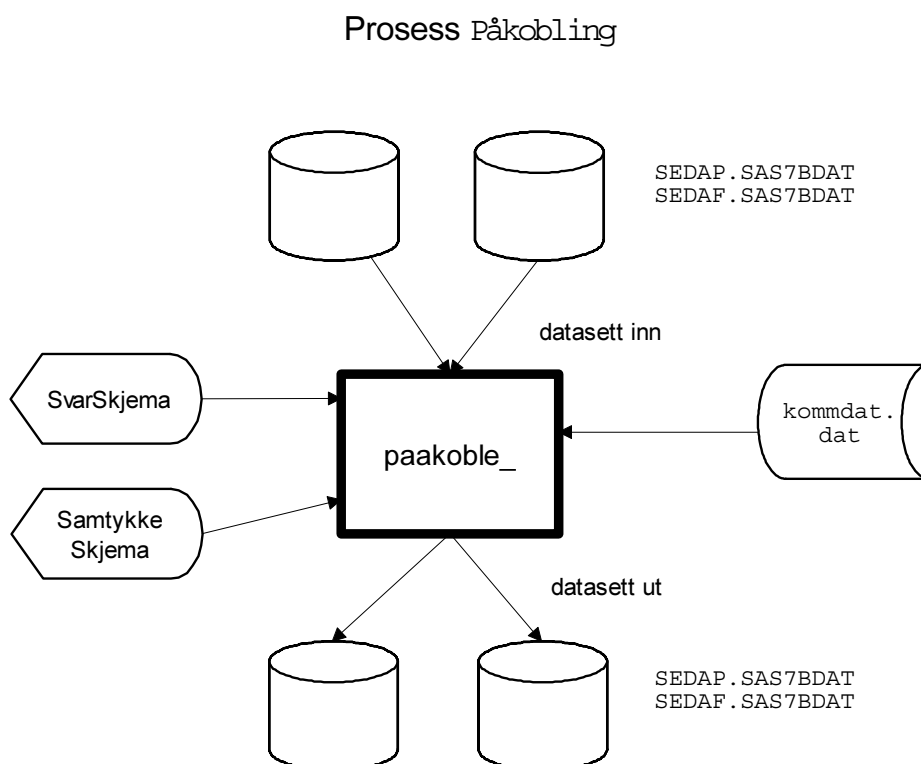 Prosess Påkobling
SEDAP.SAS7BDAT
SEDAF.SAS7BDAT
datasett inn
SvarSkjema
kommdat.
dat
paakoble_
Samtykke
Skjema
datasett ut
SEDAP.SAS7BDAT
SEDAF.SAS7BDAT